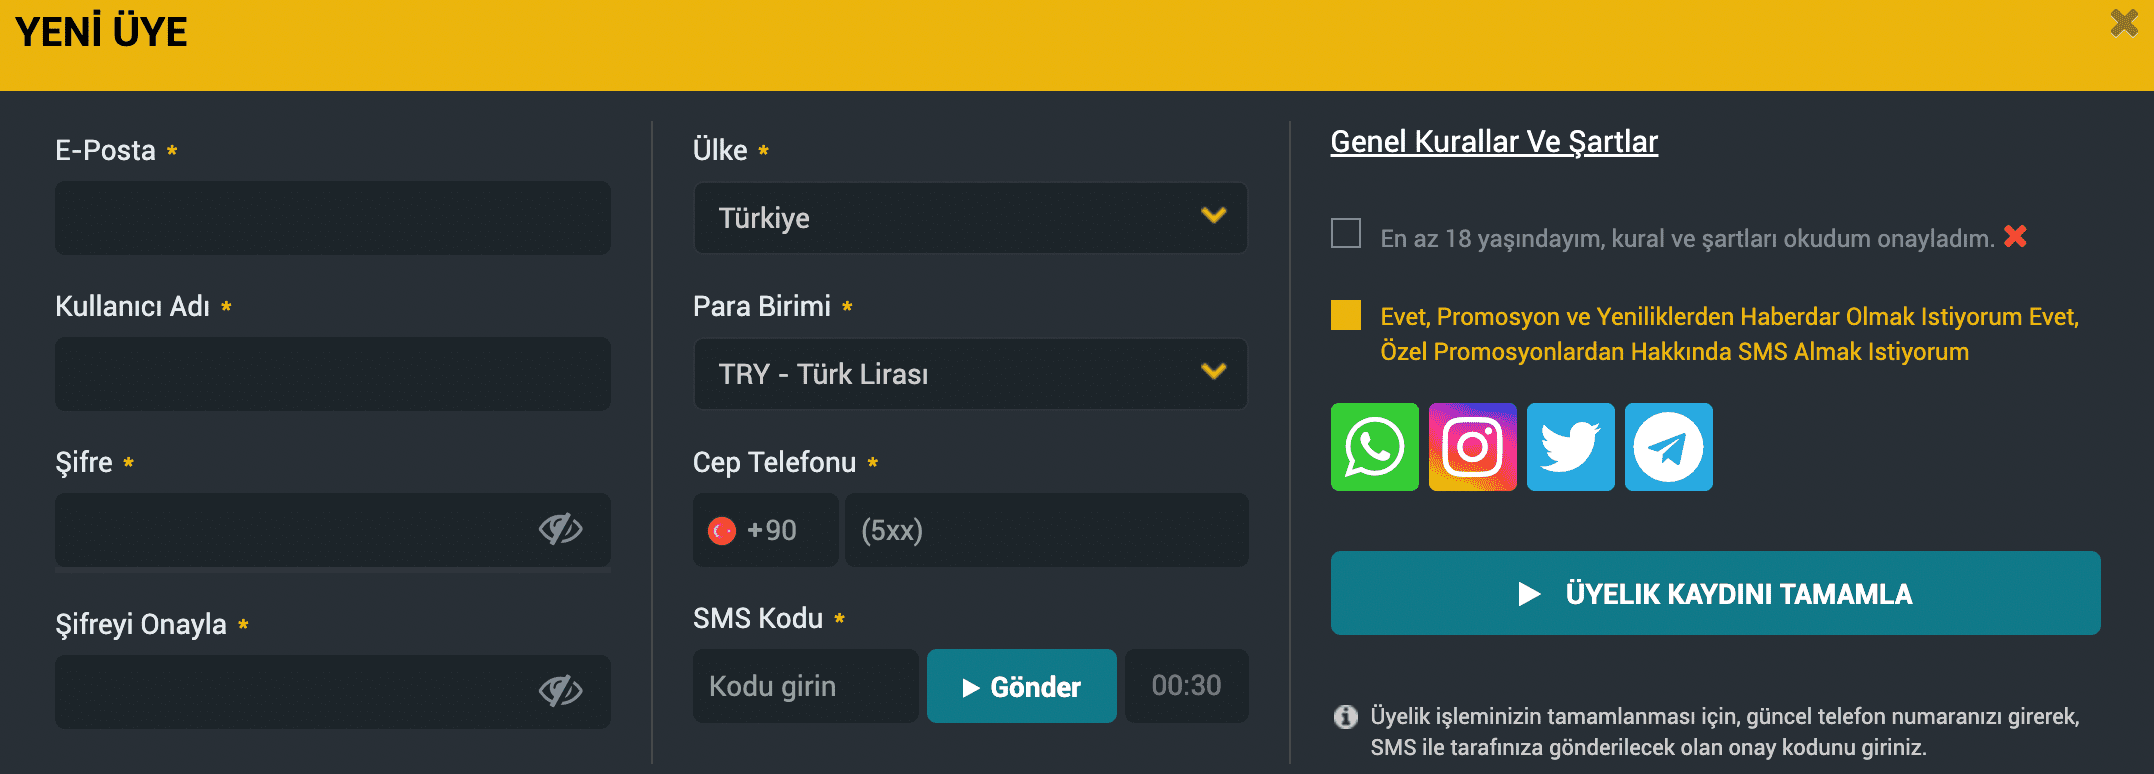 YENİ ÜYE
E-Posta *
Kullanıcı Adı *
Şifre *
Şifreyi Onayla *
Ülke *
Türkiye
Para Birimi *
TRY - Türk Lirası
Cep Telefonu *
+90 (5xx)
SMS Kodu *
Kodu girin Gönder 00:30
Genel Kurallar Ve Şartlar
En az 18 yaşındayım, kural ve şartları okudum onayladım.
Evet, Promosyon ve Yeniliklerden Haberdar Olmak Istiyorum Evet,
Özel Promosyonlardan Hakkında SMS Almak Istiyorum
ÜYELIK KAYDINI TAMAMLA
Üyelik işleminizin tamamlanması için, güncel telefon numaranızı girerek,
SMS ile tarafınıza gönderilecek olan onay kodunu giriniz.